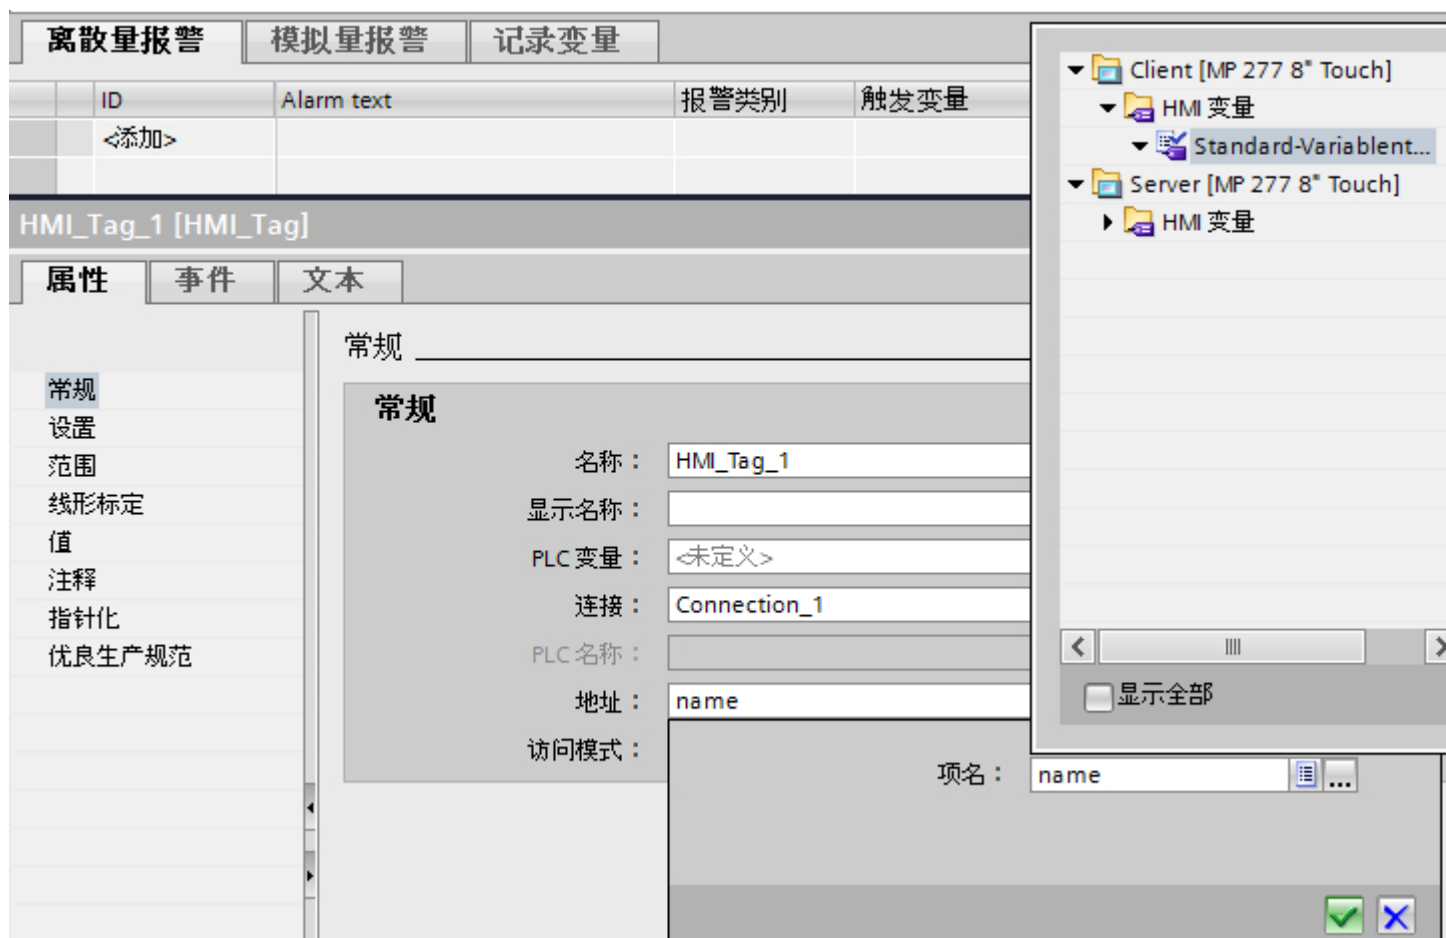 离散量报警 模拟量报警 记录变量
ID Alarm text 报警类别 触发变量
<添加>
HMI_Tag_1 [HMI_Tag]
属性 事件 文本
常规
设置
范围
线形标定
值
注释
指针化
优良生产规范
常规
常规
名称：HMI_Tag_1
显示名称：
PLC 变量：<未定义>
连接：Connection_1
PLC 名称：
地址：name
访问模式：
项名：name
...
Client [MP 277 8" Touch]
HMI 变量
Standard-Variablent...
Server [MP 277 8" Touch]
HMI 变量
显示全部